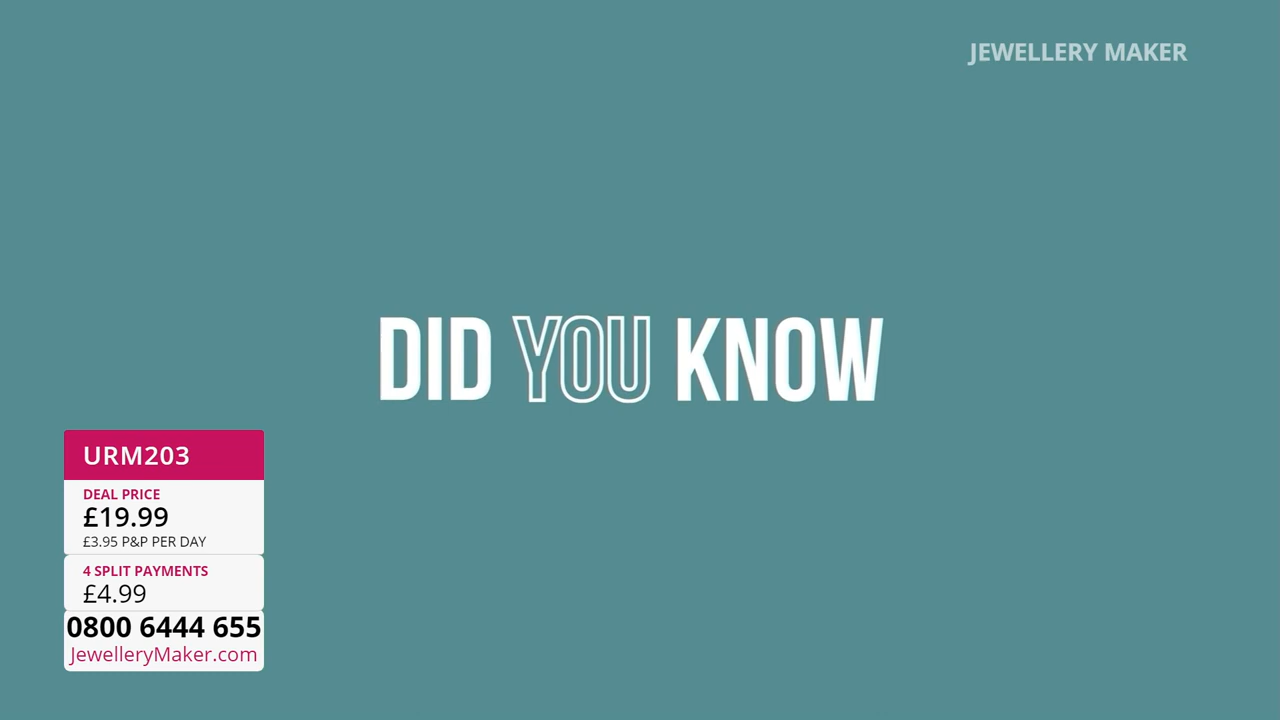 JEWELLERY MAKER
DID YOU KNOW
URM203
DEAL PRICE
£19.99
£3.95 P&P PER DAY
4 SPLIT PAYMENTS
£4.99
0800 6444 655
JewelleryMaker.com